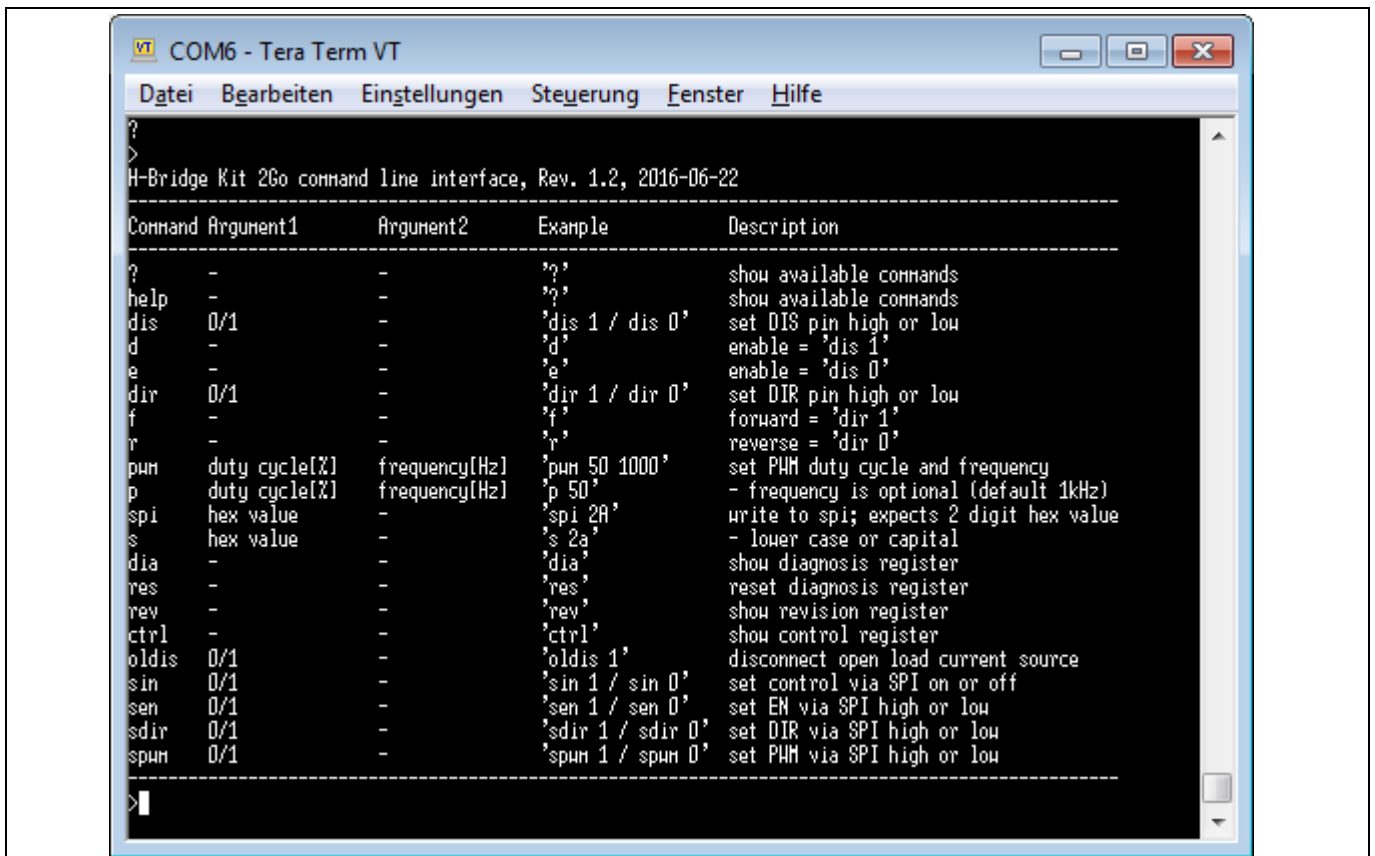 COM6 - Tera Term VT
Datei Bearbeiten Einstellungen Steuerung Fenster Hilfe
?
>
H-Bridge Kit 2Go command line interface, Rev. 1.2, 2016-06-22
--------------------------------------------------------------------------------
Command Argument1 Argument2 Example Description
--------------------------------------------------------------------------------
? - - '?' show available commands
help - - '?' show available commands
dis 0/1 - 'dis 1 / dis 0' set DIS pin high or low
d - - 'd' enable = 'dis 1'
e - - 'e' enable = 'dis 0'
dir 0/1 - 'dir 1 / dir 0' set DIR pin high or low
f - - 'f' forward = 'dir 1'
r - - 'r' reverse = 'dir 0'
pwm duty cycle[%] frequency[Hz] 'pwm 50 1000' set PWM duty cycle and frequency
p duty cycle[%] frequency[Hz] 'p 50' - frequency is optional (default 1kHz)
spi hex value - 'spi 2A' write to spi; expects 2 digit hex value
s hex value - 's 2a' - lower case or capital
dia - - 'dia' show diagnosis register
res - - 'res' reset diagnosis register
rev - - 'rev' show revision register
ctrl - - 'ctrl' show control register
oldis 0/1 - 'oldis 1' disconnect open load current source
sin 0/1 - 'sin 1 / sin 0' set control via SPI on or off
sen 0/1 - 'sen 1 / sen 0' set EN via SPI high or low
sdir 0/1 - 'sdir 1 / sdir 0' set DIR via SPI high or low
spwm 0/1 - 'spwm 1 / spwm 0' set PWM via SPI high or low
--------------------------------------------------------------------------------
>